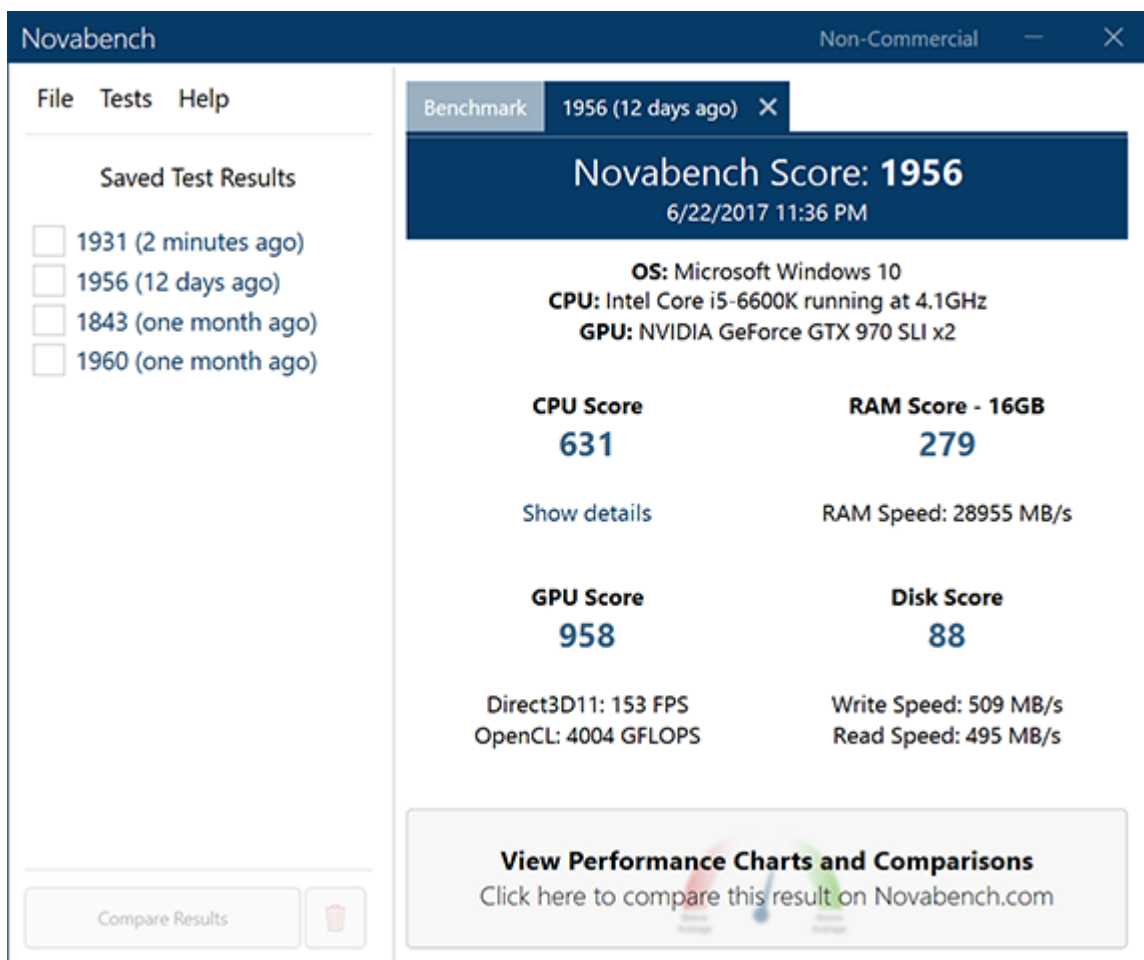 Novabench
Non-Commercial
File Tests Help
Saved Test Results
1931 (2 minutes ago)
1956 (12 days ago)
1843 (one month ago)
1960 (one month ago)
Compare Results
Benchmark
1956 (12 days ago)
Novabench Score: 1956
6/22/2017 11:36 PM
OS: Microsoft Windows 10
CPU: Intel Core i5-6600K running at 4.1GHz
GPU: NVIDIA GeForce GTX 970 SLI x2
CPU Score
631
Show details
RAM Score - 16GB
279
RAM Speed: 28955 MB/s
GPU Score
958
Direct3D11: 153 FPS
OpenCL: 4004 GFLOPS
Disk Score
88
Write Speed: 509 MB/s
Read Speed: 495 MB/s
View Performance Charts and Comparisons
Click here to compare this result on Novabench.com